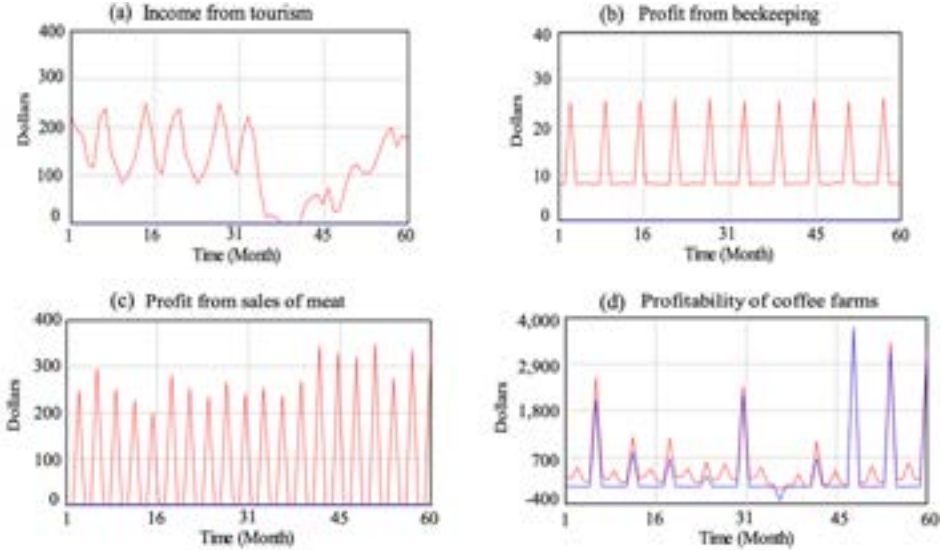 (a) Income from tourism
400
300
200
100
0
Dollars
1 16 31 45 60
Time (Month)
(b) Profit from beekeeping
40
30
20
10
0
Dollars
1 16 31 45 60
Time (Month)
(c) Profit from sales of meat
400
300
200
100
0
Dollars
1 16 31 45 60
Time (Month)
(d) Profitability of coffee farms
4,000
2,900
1,800
700
-400
Dollars
1 16 31 45 60
Time (Month)